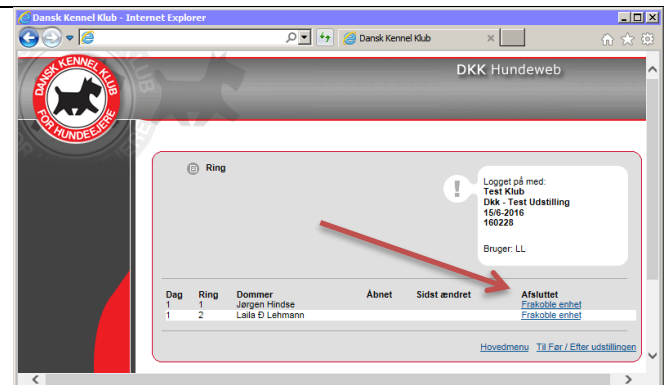 Dansk Kennel Klub - Internet Explorer
Dansk Kennel Klub
DANSK KENNEL KLUB
FOR HUNDEEJERE
DKK Hundeweb
Ring
Logget på med:
Test Klub
Dkk - Test Udstilling
15/6-2016
160228
Bruger: LL
Dag Ring Dommer Åbnet Sidst ændret Afsluttet
1 1 Jørgen Hindse Frakoble enhet
1 2 Laila Đ Lehmann Frakoble enhet
Hovedmenu Til Før / Efter udstillingen